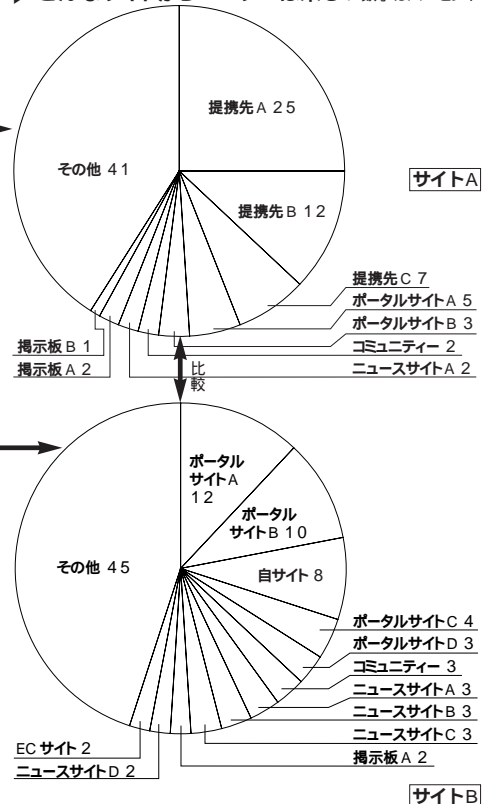 提携先A 25
その他 41
サイトA
提携先B 12
提携先C 7
ポータルサイトA 5
ポータルサイトB 3
掲示板B 1
コミュニティー 2
掲示板A 2
ニュースサイトA 2
比較
ポータル
サイトA
12
ポータル
サイトB 10
その他 45
自サイト 8
ポータルサイトC 4
ポータルサイトD 3
コミュニティー 3
ニュースサイトA 3
ニュースサイトB 3
ニュースサイトC 3
ECサイト 2
掲示板A 2
ニュースサイトD 2
サイトB